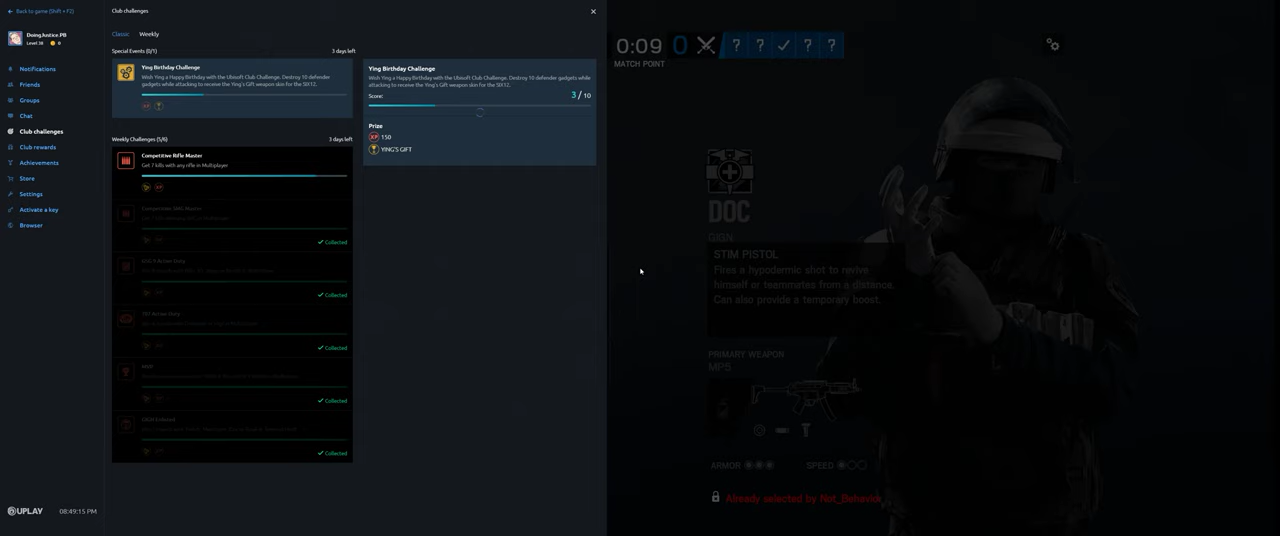 Back to game (Shift + F2)
DoingJustice.PB
Level 38 0
Notifications
Friends
Groups
Chat
Club challenges
Club rewards
Achievements
Store
Settings
Activate a key
Browser
UPLAY 08:49:15 PM
Club challenges
Classic Weekly
Special Events (0/1) 3 days left
Ying Birthday Challenge
Wish Ying a Happy Birthday with the Ubisoft Club Challenge. Destroy 10 defender
gadgets while attacking to receive the Ying's Gift weapon skin for the SIX12.
Weekly Challenges (5/6) 3 days left
Competitive Rifle Master
Get 7 kills with any rifle in Multiplayer
Competitive SMG Master
Collected
Collected
Collected
MVP
Collected
Collected
Ying Birthday Challenge
Wish Ying a Happy Birthday with the Ubisoft Club Challenge. Destroy 10 defender gadgets while
attacking to receive the Ying's Gift weapon skin for the SIX12.
Score: 3 / 10
Prize
XP 150
YING'S GIFT
0:09 0 ? ? ? ?
MATCH POINT
DOC
GIGN
STIM PISTOL
Fires a hypodermic shot to revive
himself or teammates from a distance.
Can also provide a temporary boost.
PRIMARY WEAPON
MP5
ARMOR SPEED
Already selected by Not_Behavior